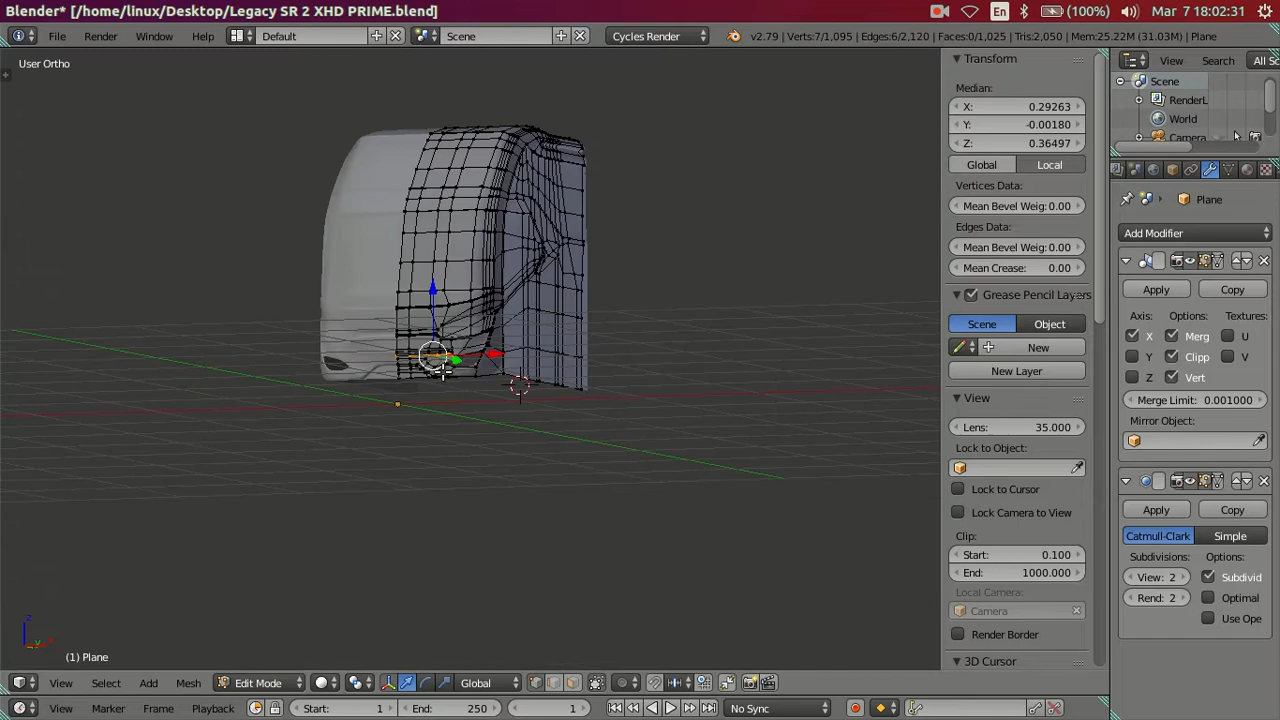 Blender* [/home/linux/Desktop/Legacy SR 2 XHD PRIME.blend]
En (100%) Mar 7 18:02:31
File Render Window Help Default Scene Cycles Render v2.79 | Verts:7/1,095 | Edges:6/2,120 | Faces:0/1,025 | Tris:2,050 | Mem:25.22M (31.03M) | Plane
User Ortho
Transform
Median:
X: 0.29263
Y: -0.00180
Z: 0.36497
Global Local
Vertices Data:
Mean Bevel Weig: 0.00
Edges Data:
Mean Bevel Weig: 0.00
Mean Crease: 0.00
Grease Pencil Layers
Scene Object
New
New Layer
View
Lens: 35.000
Lock to Object:
Lock to Cursor
Lock Camera to View
Clip:
Start: 0.100
End: 1000.000
Local Camera:
Camera
Render Border
3D Cursor
View Search All Sc
Scene
RenderL
World
Camera
Plane
Add Modifier
Apply Copy
Axis: Options: Textures:
X Merg U
Y Clipp V
Z Vert
Merge Limit: 0.001000
Mirror Object:
Apply Copy
Catmull-Clark Simple
Subdivisions: Options:
View: 2 Subdivid
Rend: 2 Optimal
Use Ope
z
y
x
(1) Plane
View Select Add Mesh Edit Mode Global
View Marker Frame Playback Start: 1 End: 250 1 No Sync